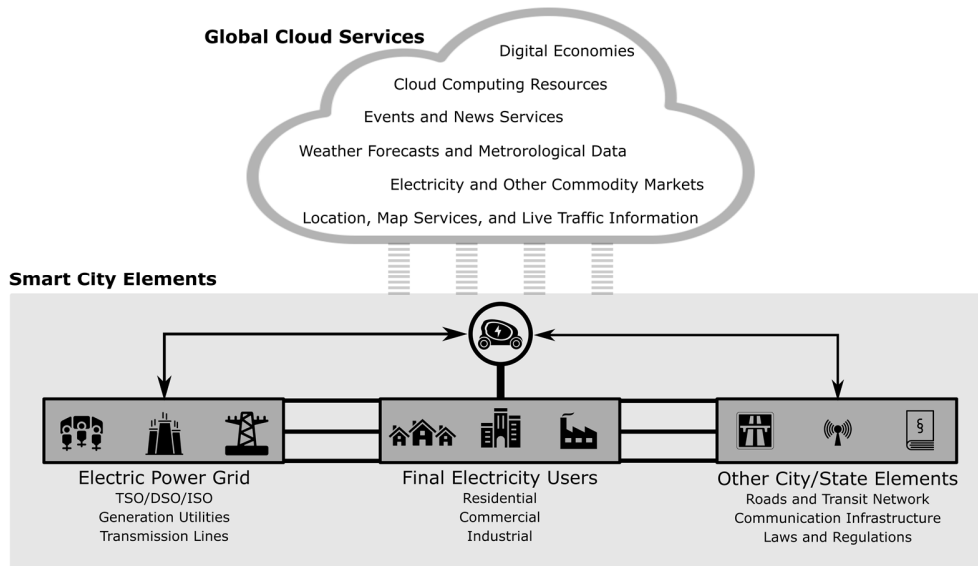 Global Cloud Services
Digital Economies
Cloud Computing Resources
Events and News Services
Weather Forecasts and Metrorological Data
Electricity and Other Commodity Markets
Location, Map Services, and Live Traffic Information
Smart City Elements
§
Electric Power Grid
TSO/DSO/ISO
Generation Utilities
Transmission Lines
Final Electricity Users
Residential
Commercial
Industrial
Other City/State Elements
Roads and Transit Network
Communication Infrastructure
Laws and Regulations